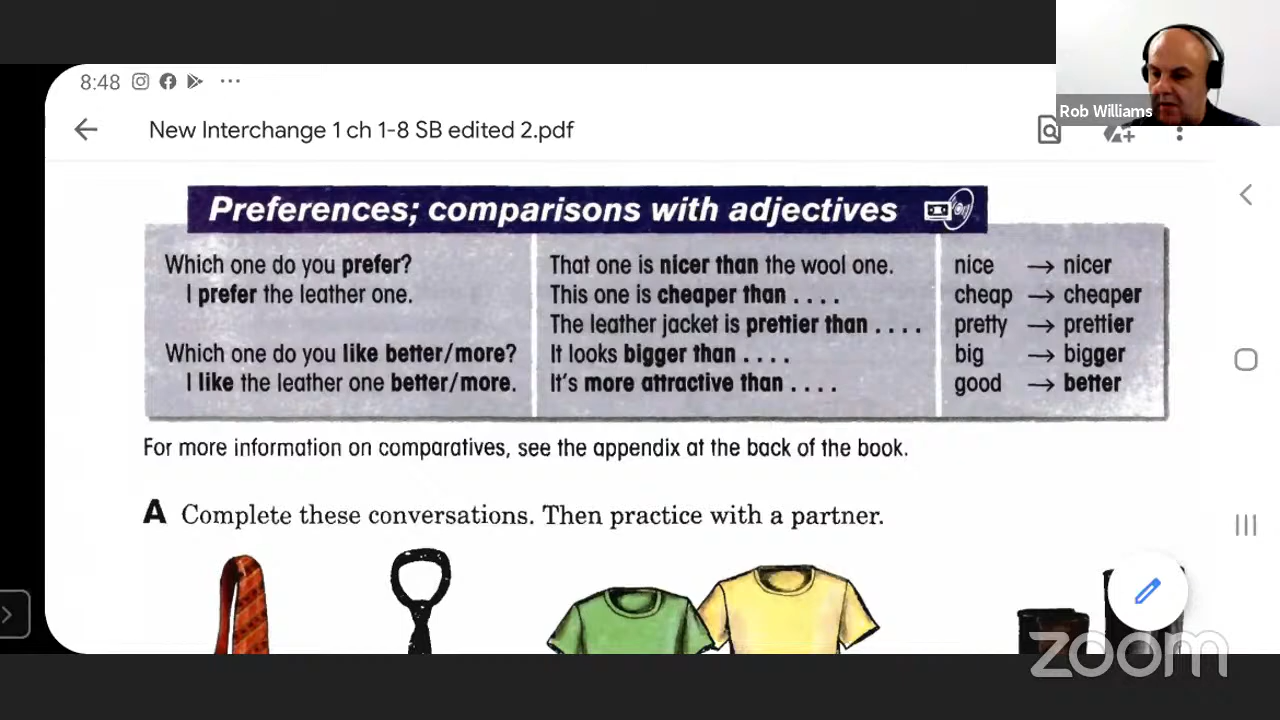 Rob Williams
8:48 ...
New Interchange 1 ch 1-8 SB edited 2.pdf
Preferences; comparisons with adjectives
Which one do you prefer?
I prefer the leather one.
Which one do you like better/more?
I like the leather one better/more.
That one is nicer than the wool one.
This one is cheaper than . . . .
The leather jacket is prettier than . . . .
It looks bigger than . . . .
It's more attractive than . . . .
nice → nicer
cheap → cheaper
pretty → prettier
big → bigger
good → better
For more information on comparatives, see the appendix at the back of the book.
A Complete these conversations. Then practice with a partner.
zoom